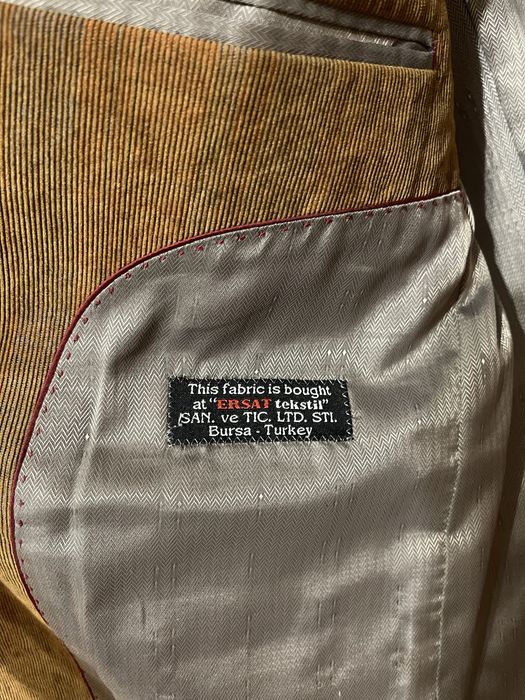 This fabric is bought
at "ERSAT tekstil"
SAN. ve TIC. LTD. STI.
Bursa - Turkey